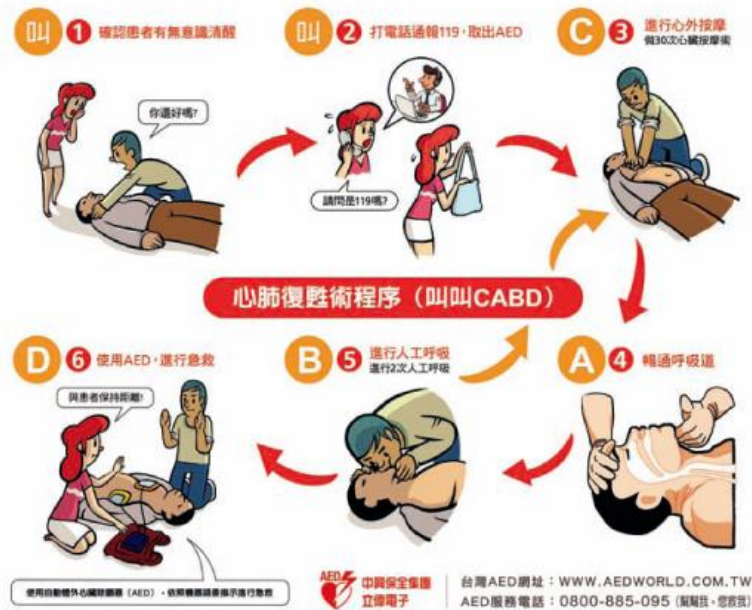 叫 1 確認患者有無意識清醒
你還好嗎?
叫 2 打電話通報119,取出AED
請問是119嗎?
C 3 進行心外按摩
做30次心臟按摩術
心肺復甦術程序(叫叫CABD)
A 4 暢通呼吸道
B 5 進行人工呼吸
進行2次人工呼吸
D 6 使用AED,進行急救
與患者保持距離!
使用自動體外心臟除顫器(AED),依照機器語音指示進行急救
AED
中興保全集團
立偉電子
台灣AED網址:WWW.AEDWORLD.COM.TW
AED服務電話:0800-885-095 (幫幫我,您救我)